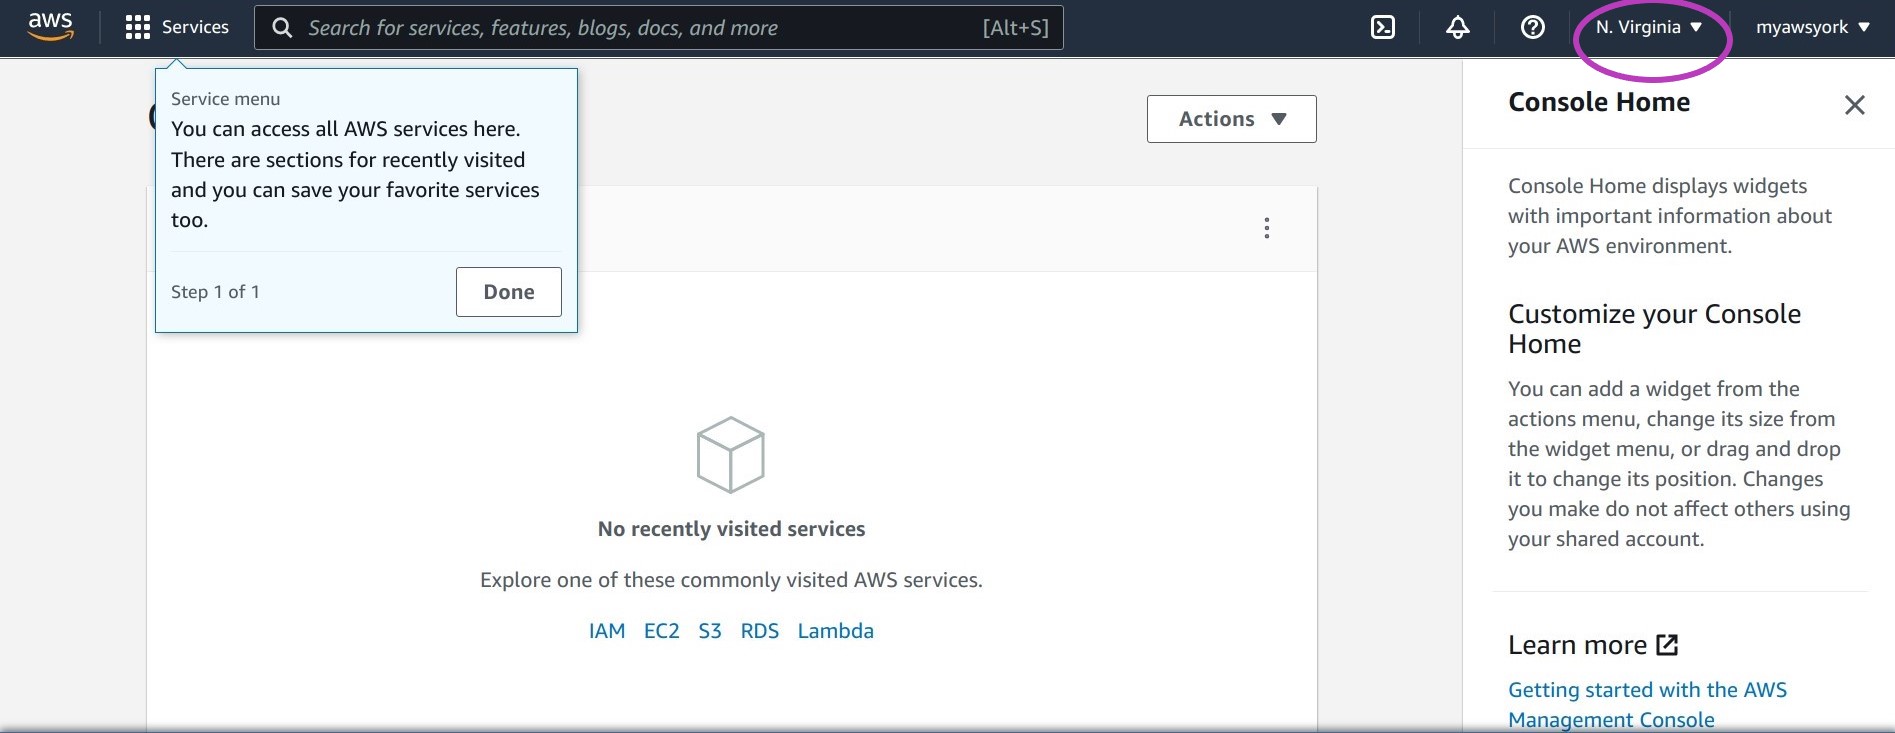 aws
Services
Search for services, features, blogs, docs, and more
[Alt+S]
N. Virginia
myawsyork
Service menu
You can access all AWS services here.
There are sections for recently visited
and you can save your favorite services
too.
Step 1 of 1
Done
Actions
No recently visited services
Explore one of these commonly visited AWS services.
IAM EC2 S3 RDS Lambda
Console Home
Console Home displays widgets
with important information about
your AWS environment.
Customize your Console
Home
You can add a widget from the
actions menu, change its size from
the widget menu, or drag and drop
it to change its position. Changes
you make do not affect others using
your shared account.
Learn more
Getting started with the AWS
Management Console